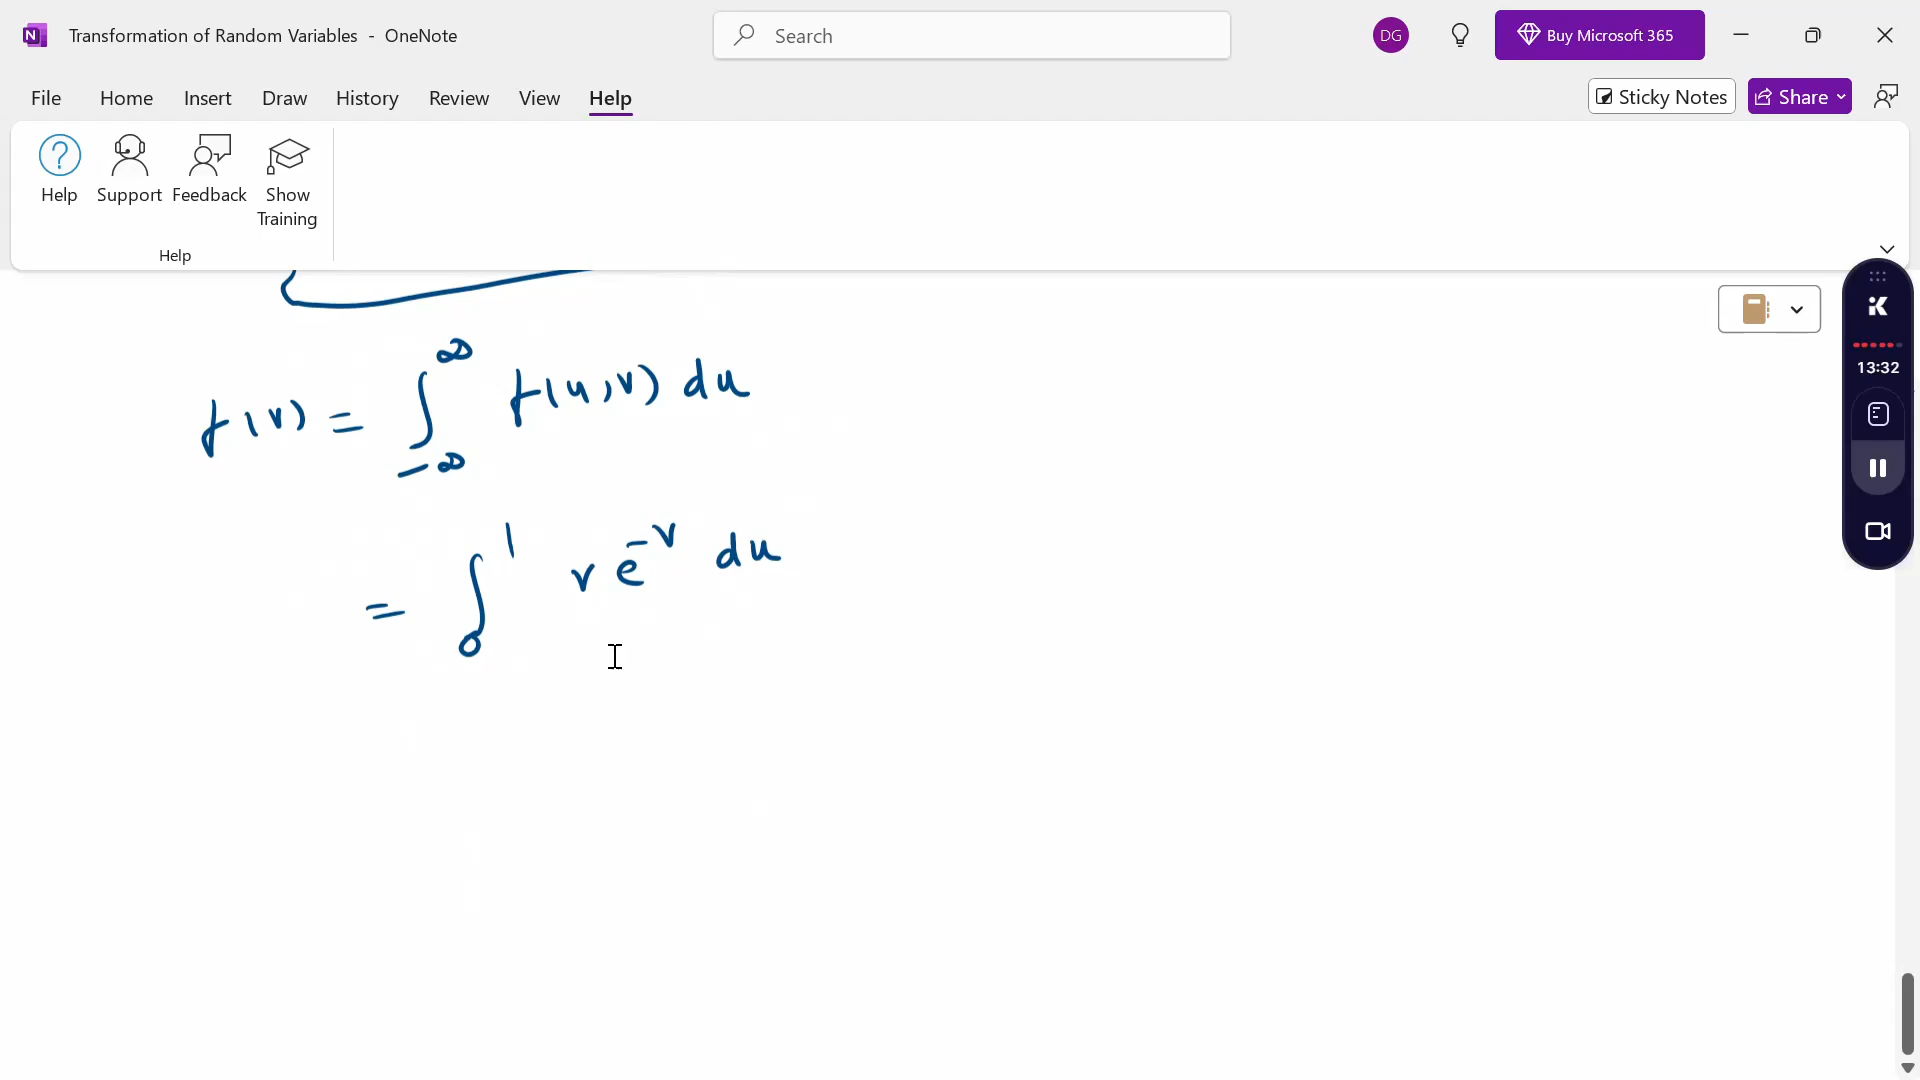 Transformation of Random Variables - OneNote
Search
DG
Buy Microsoft 365
File Home Insert Draw History Review View Help
Sticky Notes
Share
Help Support Feedback Show Training
Help
13:32
f(v) = ∫_{-∞}^{∞} f(u,v) du
= ∫_0^1 v e^{-v} du